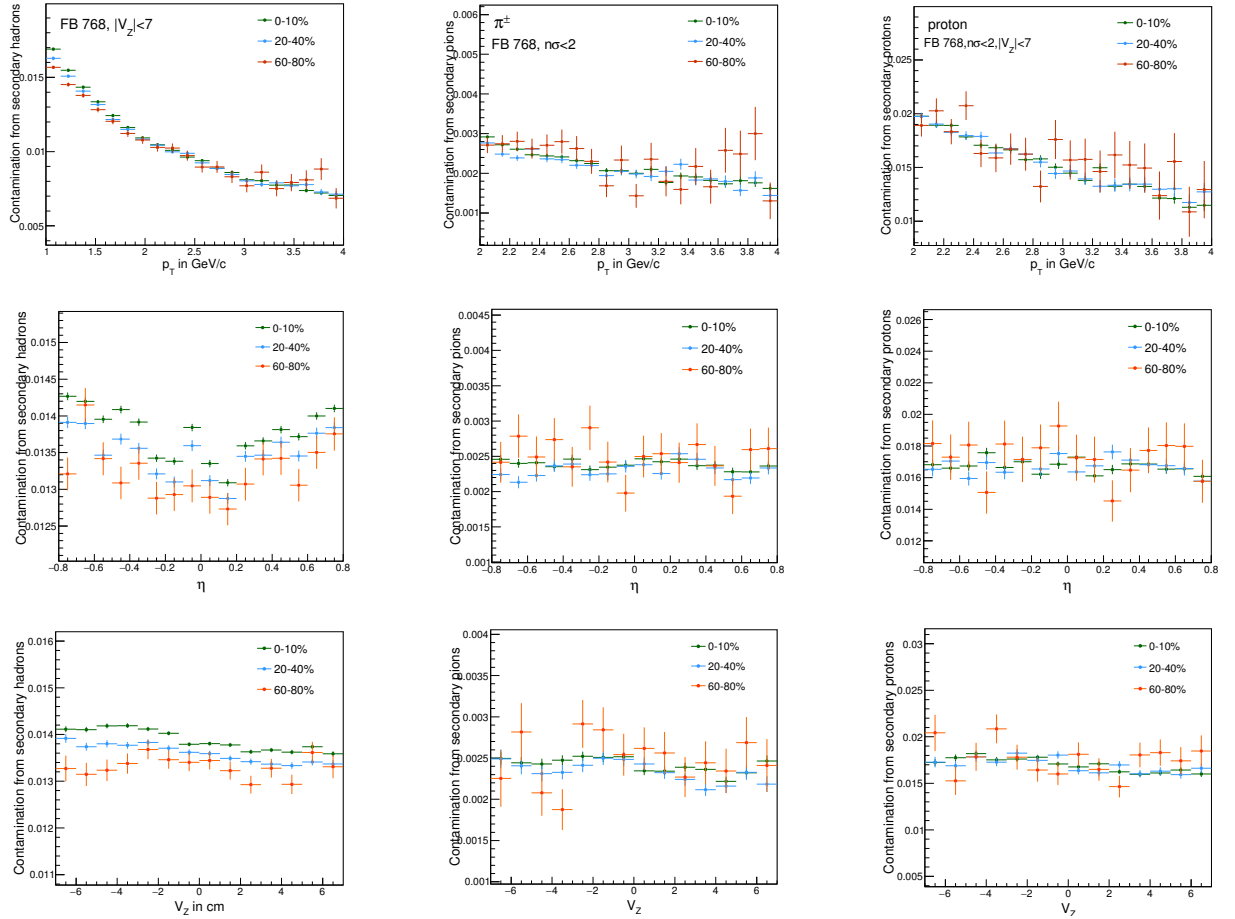 FB 768, |V_Z|<7
0-10%
20-40%
60-80%
Contamination from secondary hadrons
0.015
0.01
0.005
1 1.5 2 2.5 3 3.5 4
p_T in GeV/c
π±
FB 768, nσ<2
0-10%
20-40%
60-80%
Contamination from secondary pions
0.006
0.005
0.004
0.003
0.002
0.001
2 2.2 2.4 2.6 2.8 3 3.2 3.4 3.6 3.8 4
p_T in GeV/c
proton
FB 768,nσ<2,|V_Z|<7
0-10%
20-40%
60-80%
Contamination from secondary protons
0.025
0.02
0.015
0.01
2 2.2 2.4 2.6 2.8 3 3.2 3.4 3.6 3.8 4
p_T in GeV/c
0-10%
20-40%
60-80%
Contamination from secondary hadrons
0.015
0.0145
0.014
0.0135
0.013
0.0125
−0.8 −0.6 −0.4 −0.2 0 0.2 0.4 0.6 0.8
η
0-10%
20-40%
60-80%
Contamination from secondary pions
0.0045
0.004
0.0035
0.003
0.0025
0.002
0.0015
0.001
−0.8 −0.6 −0.4 −0.2 0 0.2 0.4 0.6 0.8
η
0-10%
20-40%
60-80%
Contamination from secondary protons
0.026
0.024
0.022
0.02
0.018
0.016
0.014
0.012
−0.8 −0.6 −0.4 −0.2 0 0.2 0.4 0.6 0.8
η
0-10%
20-40%
60-80%
Contamination from secondary hadrons
0.016
0.015
0.014
0.013
0.012
0.011
−6 −4 −2 0 2 4 6
V_Z in cm
0-10%
20-40%
60-80%
Contamination from secondary pions
0.004
0.0035
0.003
0.0025
0.002
0.0015
0.001
−6 −4 −2 0 2 4 6
V_Z
0-10%
20-40%
60-80%
Contamination from secondary protons
0.03
0.025
0.02
0.015
0.01
0.005
0
−6 −4 −2 0 2 4 6
V_Z